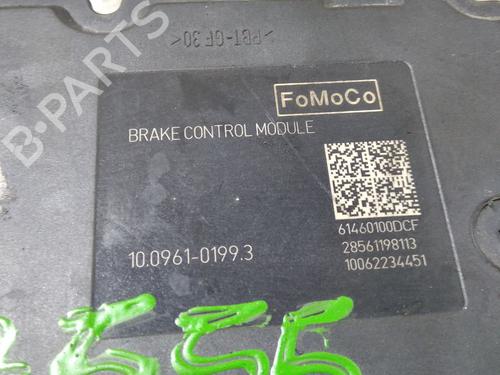 >PBT-GF30<
B-PARTS
FoMoCo
BRAKE CONTROL MODULE
61460100DCF
28561198113
10062234451
10.0961-0199.3